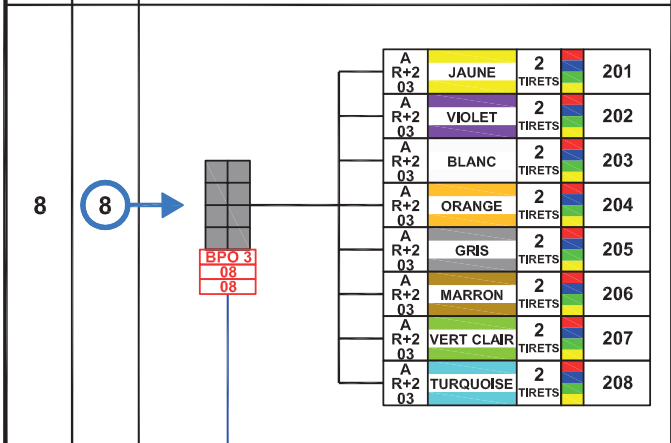 8
8
BPO 3
08
08
A
R+2
03
JAUNE
2
TIRETS
201
A
R+2
03
VIOLET
2
TIRETS
202
A
R+2
03
BLANC
2
TIRETS
203
A
R+2
03
ORANGE
2
TIRETS
204
A
R+2
03
GRIS
2
TIRETS
205
A
R+2
03
MARRON
2
TIRETS
206
A
R+2
03
VERT CLAIR
2
TIRETS
207
A
R+2
03
TURQUOISE
2
TIRETS
208